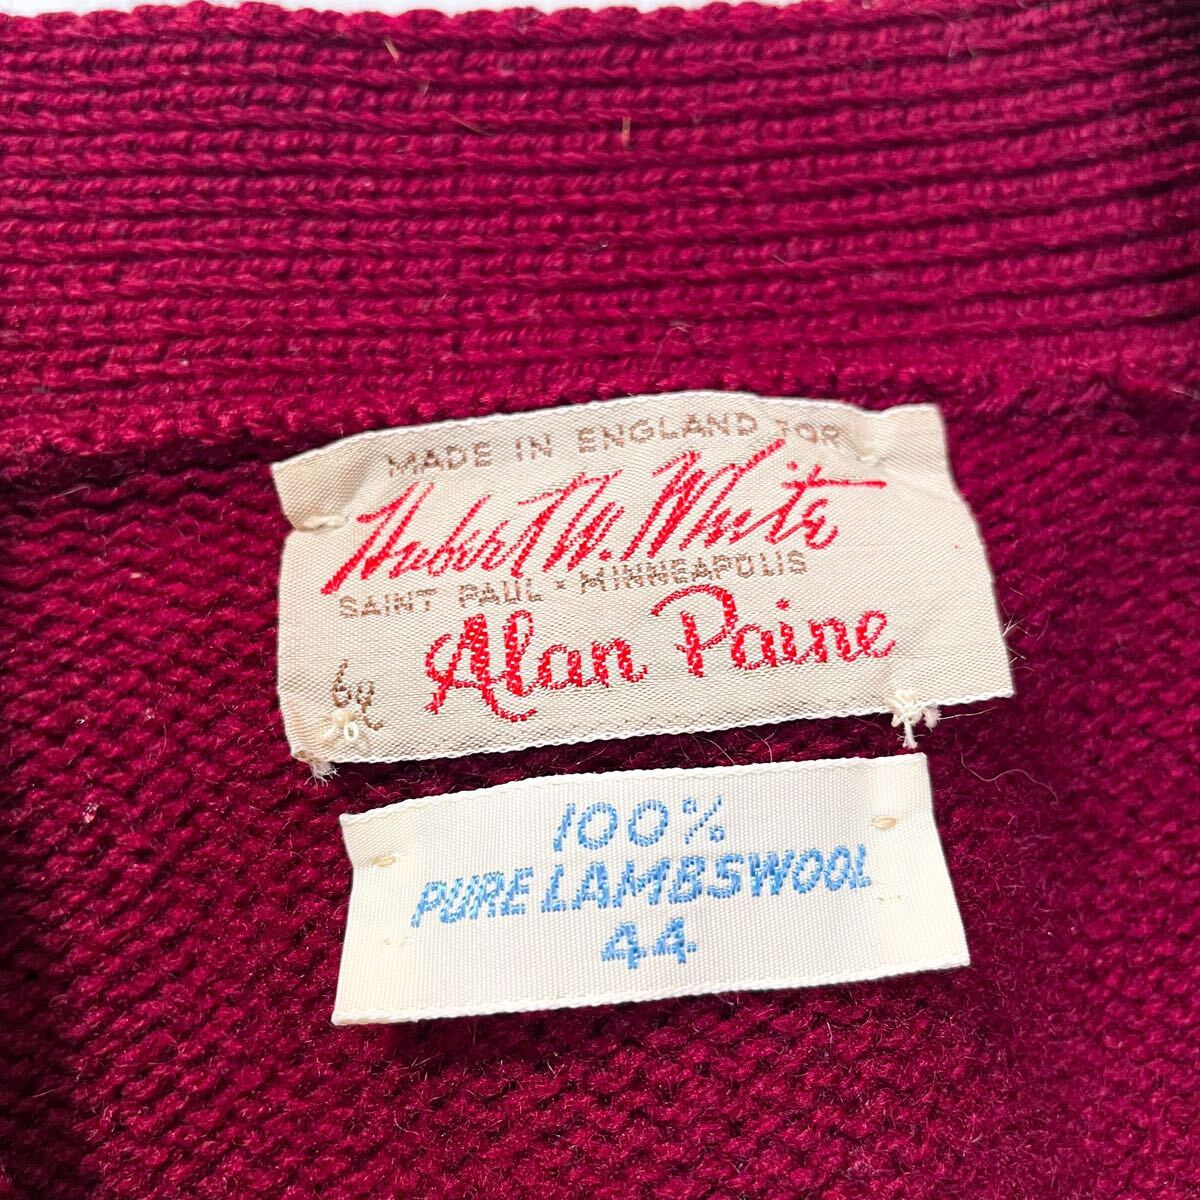 MADE IN ENGLAND FOR
Hubert W. White
SAINT PAUL - MINNEAPOLIS
by Alan Paine
100%
PURE LAMBSWOOL
44